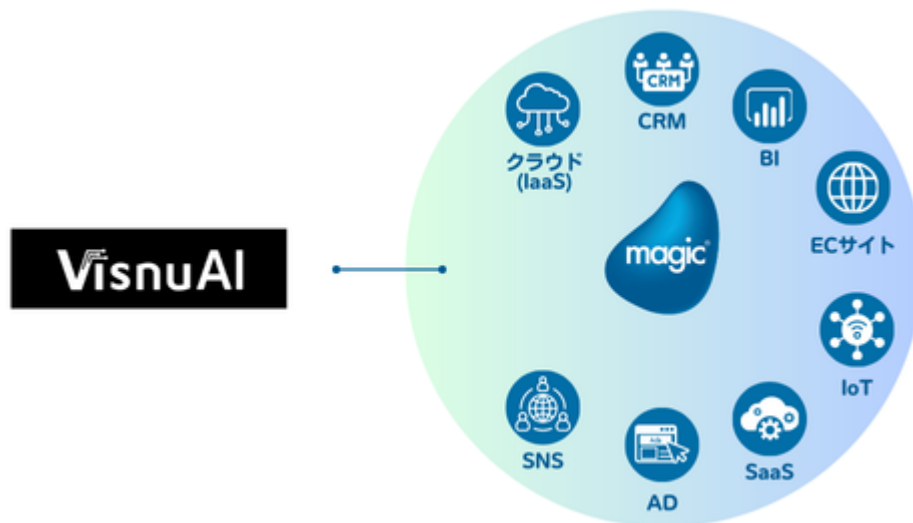 VisnuAI
CRM
CRM
クラウド
(IaaS)
BI
ECサイト
magic®
IoT
SaaS
AD
SNS